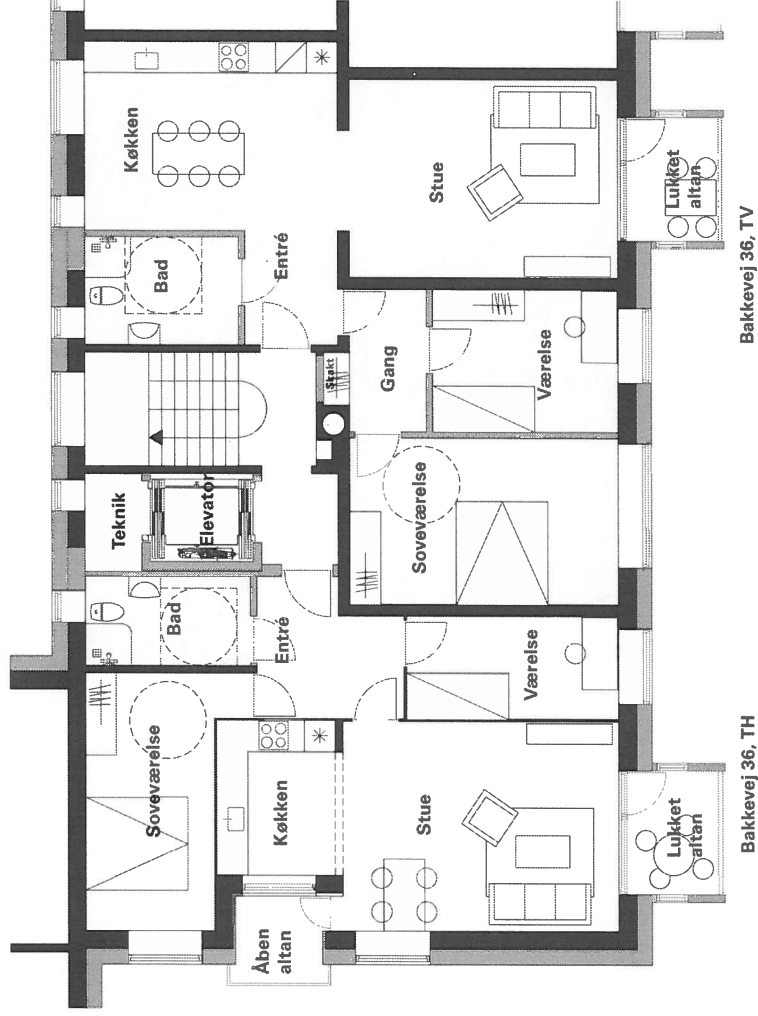 Køkken
Stue
Lukket
altan
Bad
Entré
Skakt
Gang
Værelse
Bakkevej 36, TV
Teknik
Elevator
Soveværelse
Bad
Entré
Værelse
Soveværelse
Køkken
Stue
Lukket
altan
Åben
altan
Bakkevej 36, TH